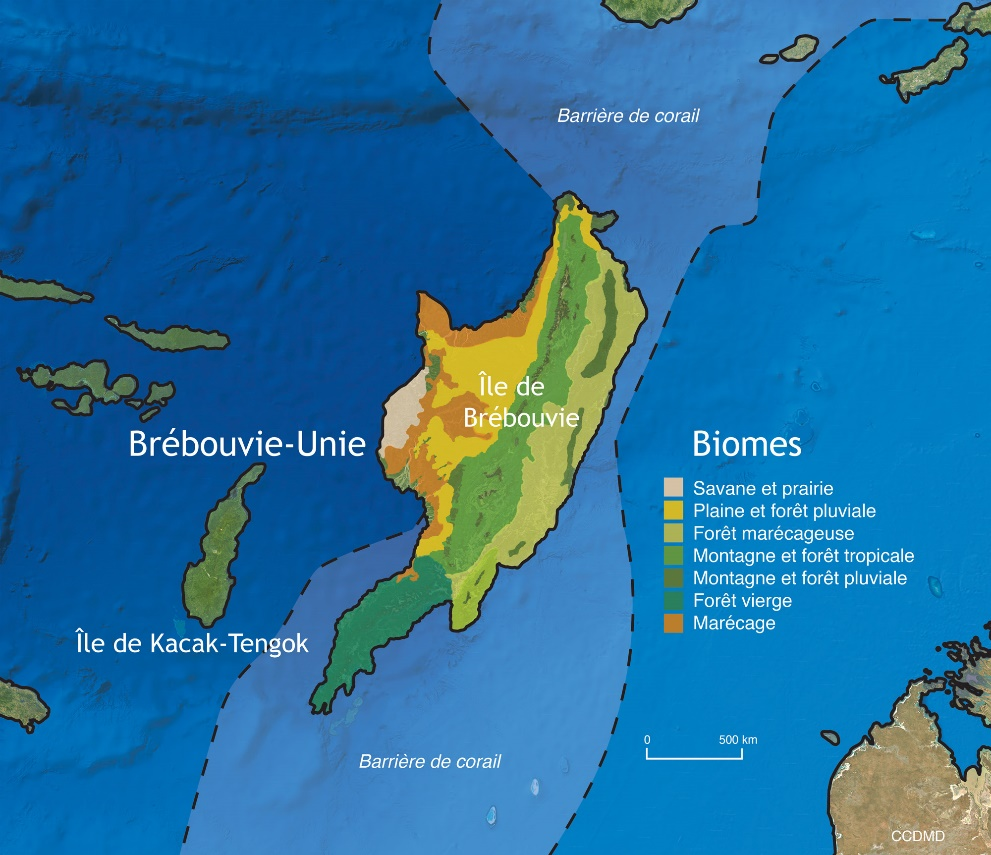 Barrière de corail
Île de
Brébouvie
Brébouvie-Unie
Île de Kacak-Tengok
Barrière de corail
Biomes
Savane et prairie
Plaine et forêt pluviale
Forêt marécageuse
Montagne et forêt tropicale
Montagne et forêt pluviale
Forêt vierge
Marécage
0 500 km
CCDMD